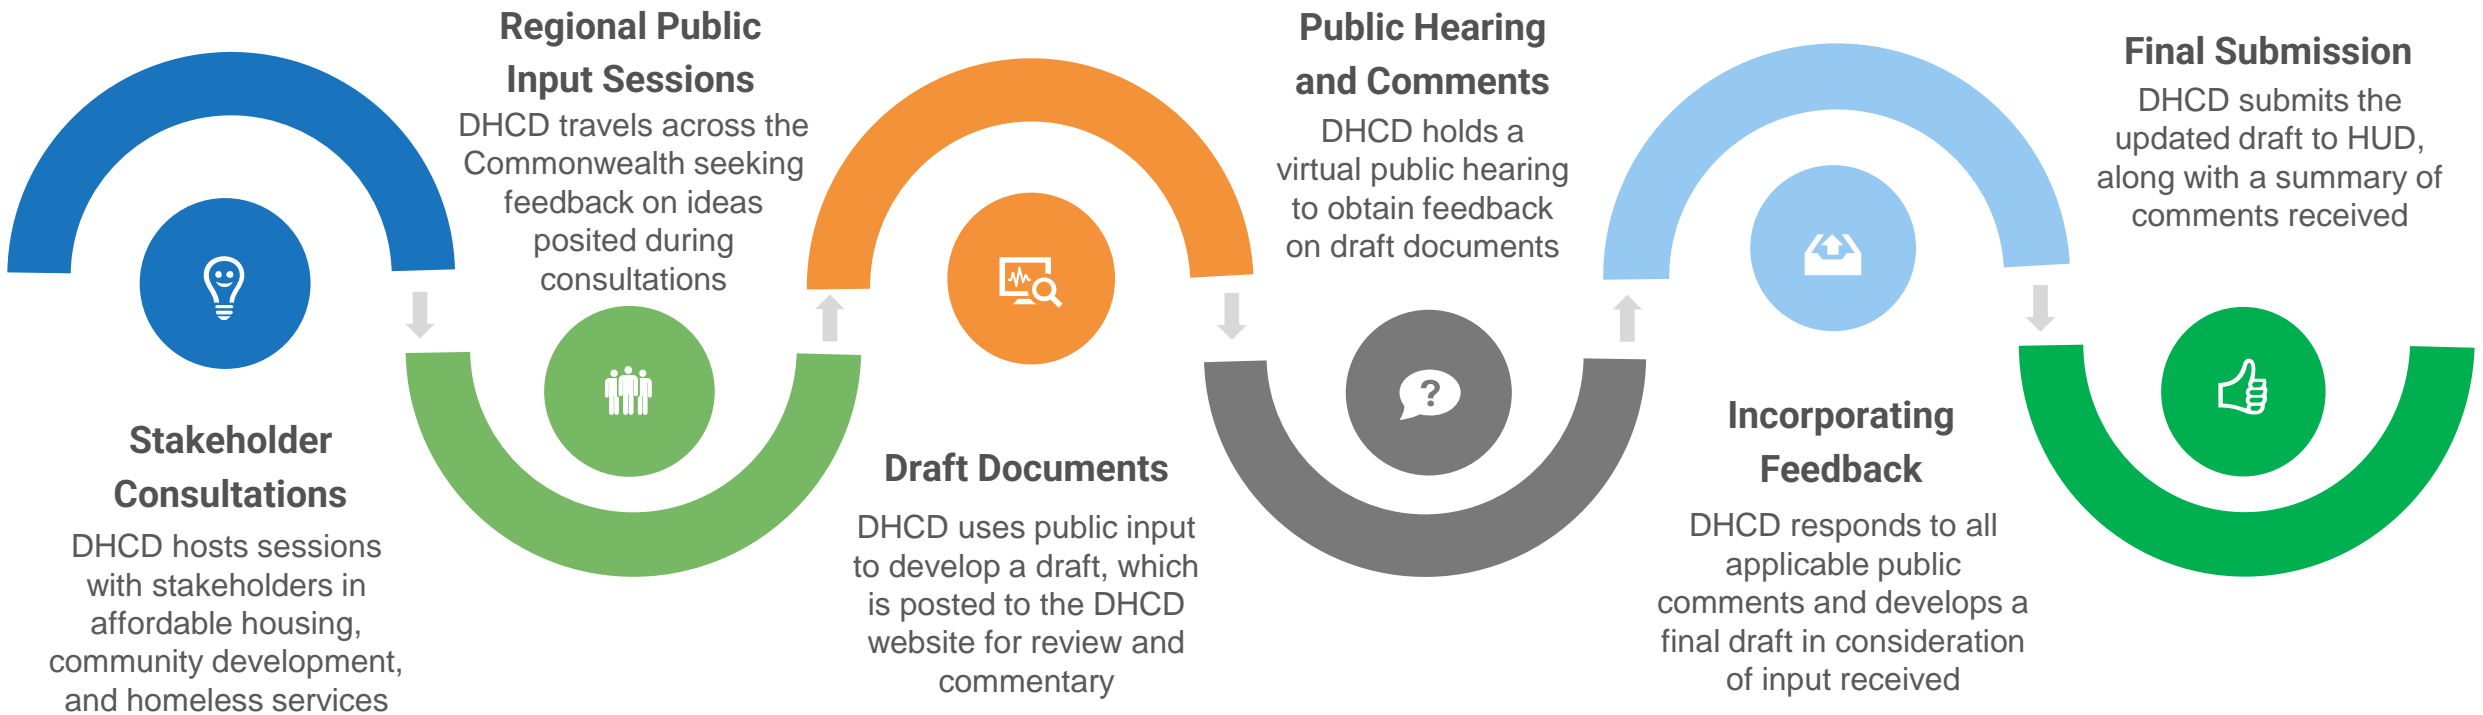 Stakeholder
Consultations
DHCD hosts sessions
with stakeholders in
affordable housing,
community development,
and homeless services
Regional Public
Input Sessions
DHCD travels across the
Commonwealth seeking
feedback on ideas
posited during
consultations
Draft Documents
DHCD uses public input
to develop a draft, which
is posted to the DHCD
website for review and
commentary
Public Hearing
and Comments
DHCD holds a
virtual public hearing
to obtain feedback
on draft documents
?
Incorporating
Feedback
DHCD responds to all
applicable public
comments and develops a
final draft in consideration
of input received
Final Submission
DHCD submits the
updated draft to HUD,
along with a summary of
comments received